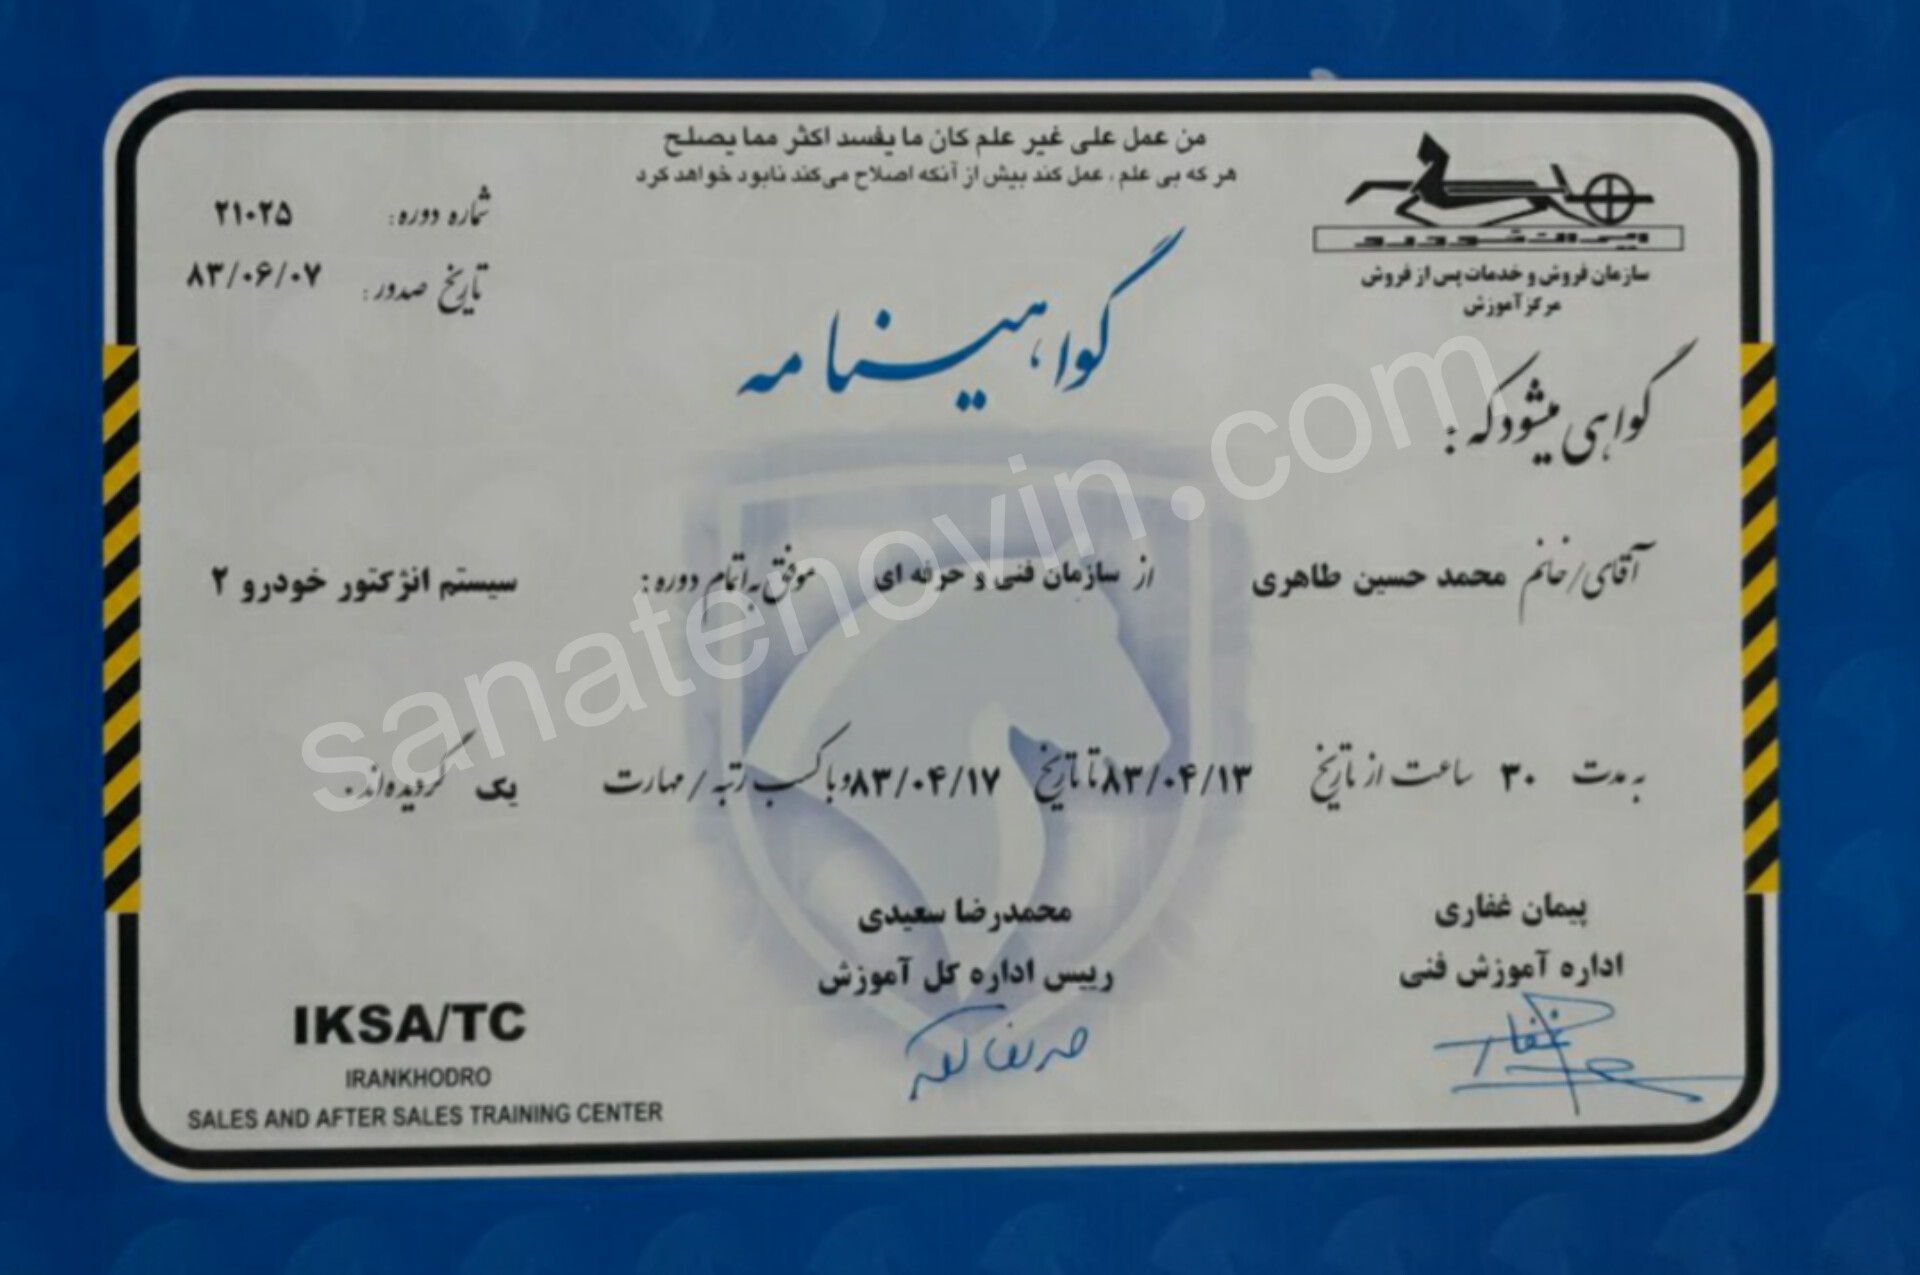 من عمل علی غیر علم کان ما یفسد اکثر مما یصلح
هر که بی علم، عمل کند بیش از آنکه اصلاح می‌کند نابود خواهد کرد
ایران خودرو
سازمان فروش و خدمات پس از فروش
مرکز آموزش
شماره دوره: ۲۱۰۲۵
تاریخ صدور: ۸۳/۰۶/۰۷
گواهینامه
گواهی میشود که :
آقای/خانم محمد حسین طاهری از سازمان فنی و حرفه ای موفق به اتمام دوره: سیستم انژکتور خودرو ۲
به مدت ۳۰ ساعت از تاریخ ۸۳/۰۴/۱۳ تا تاریخ ۸۳/۰۴/۱۷ و با کسب رتبه/مهارت یک گردیده‌اند.
پیمان غفاری
اداره آموزش فنی
محمدرضا سعیدی
رییس اداره کل آموزش
IKSA/TC
IRANKHODRO
SALES AND AFTER SALES TRAINING CENTER
sanatenovin.com